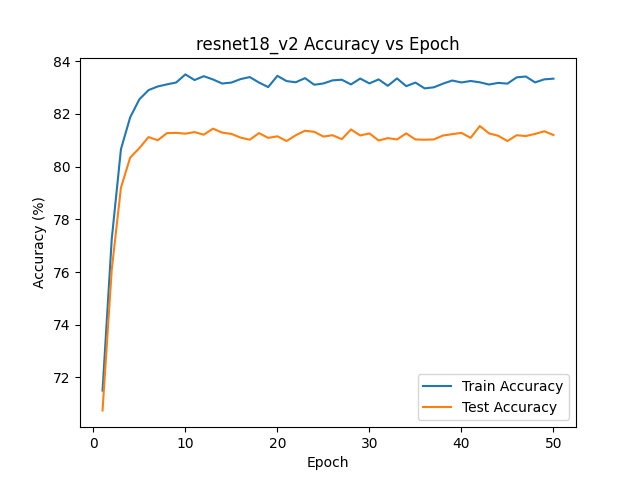 resnet18_v2 Accuracy vs Epoch
84
82
80
78
76
74
72
Accuracy (%)
0 10 20 30 40 50
Epoch
Train Accuracy
Test Accuracy